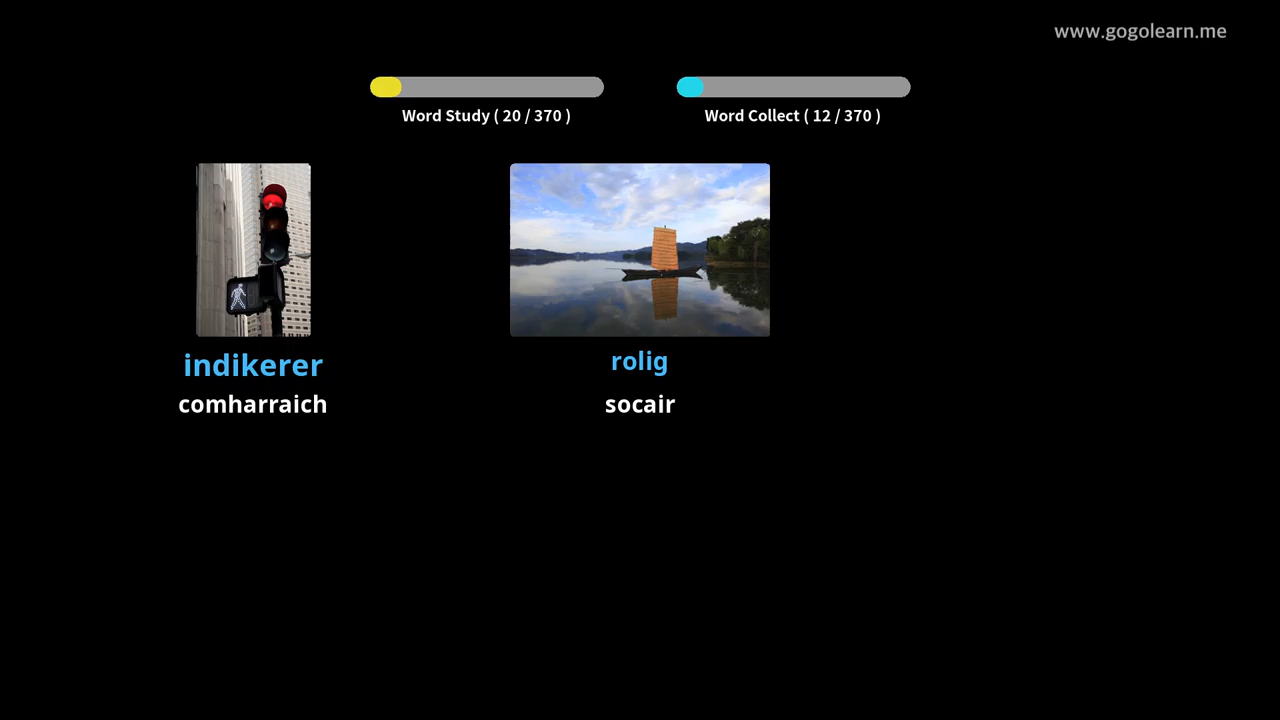 www.gogolearn.me
Word Study ( 20 / 370 )
Word Collect ( 12 / 370 )
indikerer
comharraich
rolig
socair